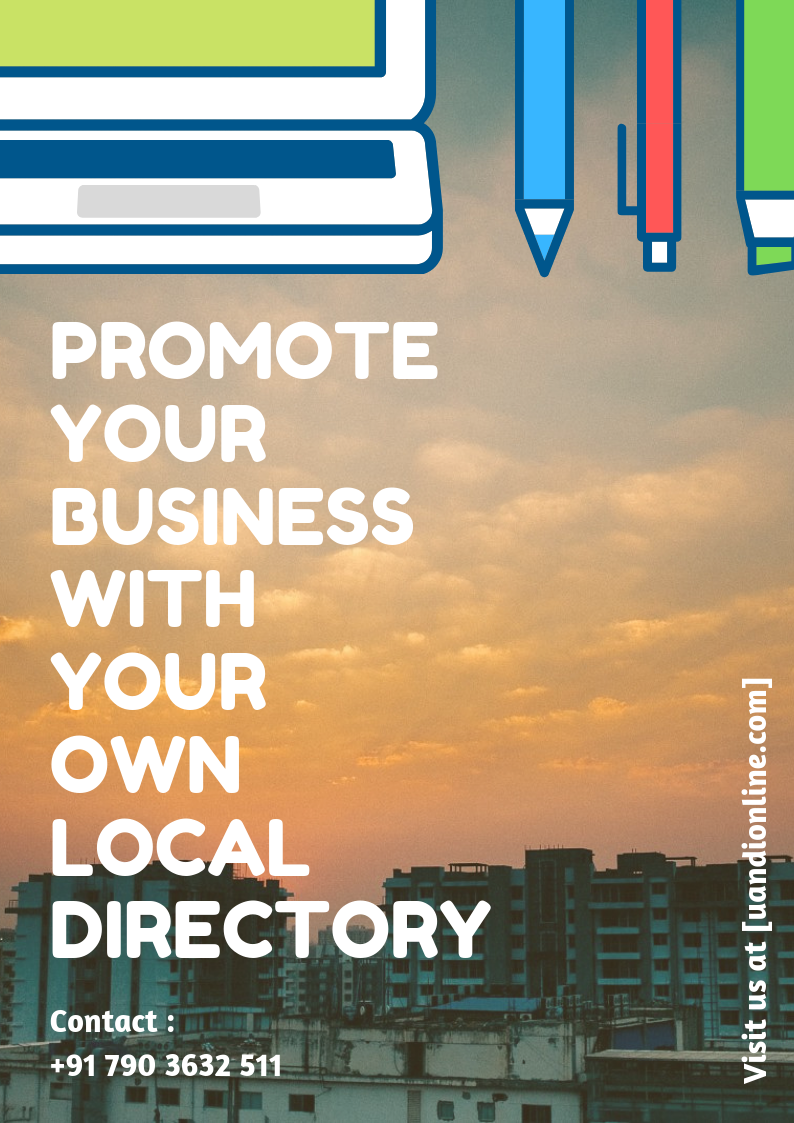 PROMOTE
YOUR
BUSINESS
WITH
YOUR
OWN
LOCAL
DIRECTORY
Contact :
+91 790 3632 511
Visit us at [uandionline.com]